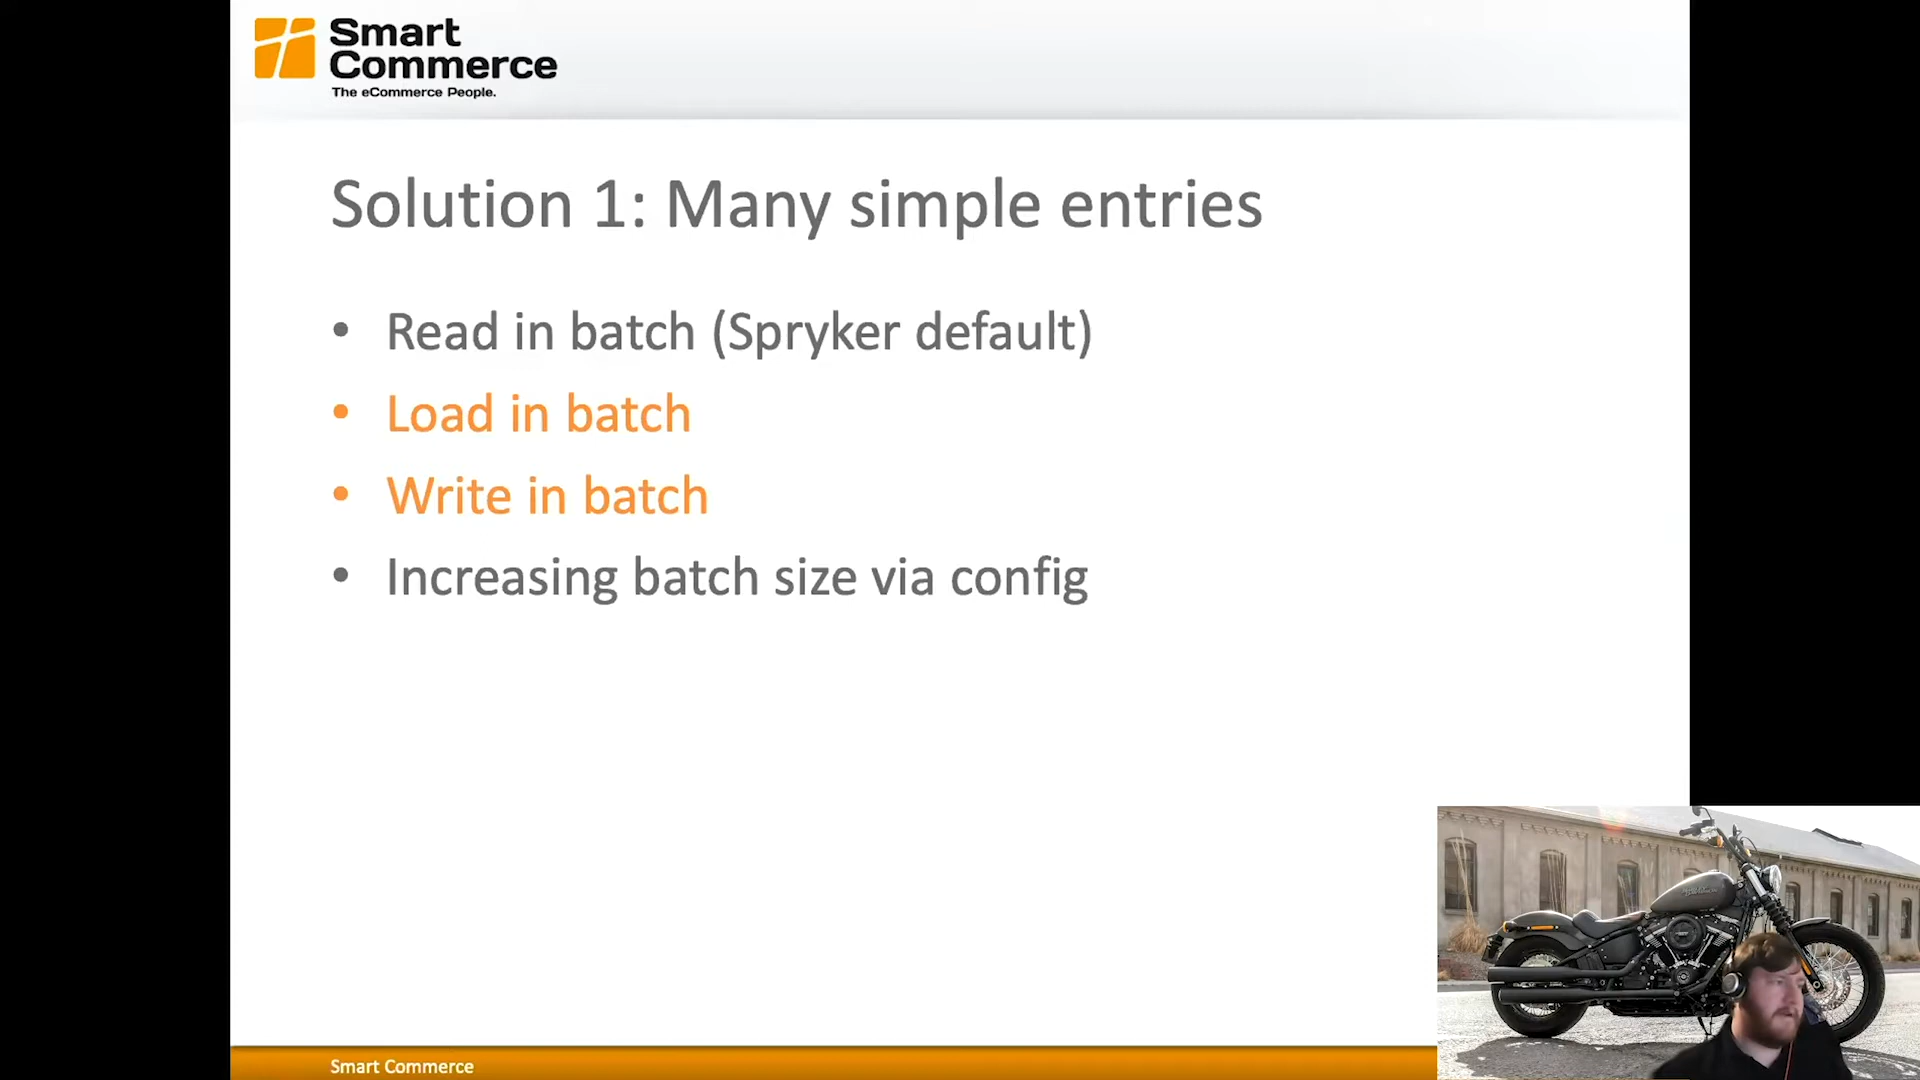 Smart
Commerce
The eCommerce People.
Solution 1: Many simple entries
• Read in batch (Spryker default)
• Load in batch
• Write in batch
• Increasing batch size via config
Smart Commerce